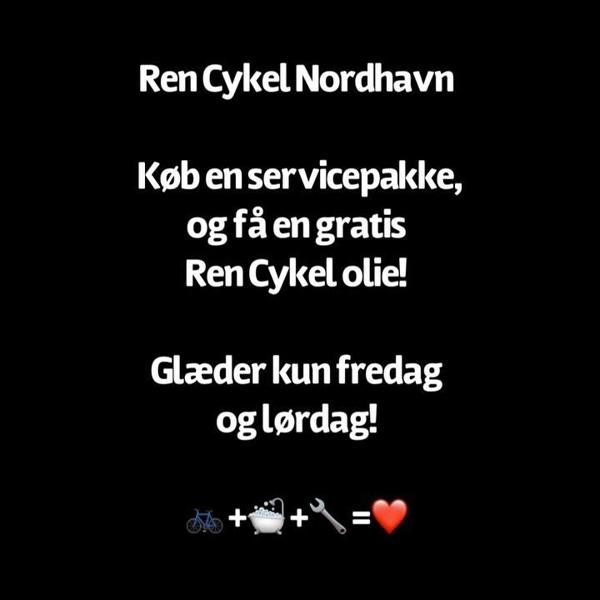 Ren Cykel Nordhavn
Køb en servicepakke,
og få en gratis
Ren Cykel olie!
Glæder kun fredag
og lørdag!
🚲+🛁+🔧=❤️